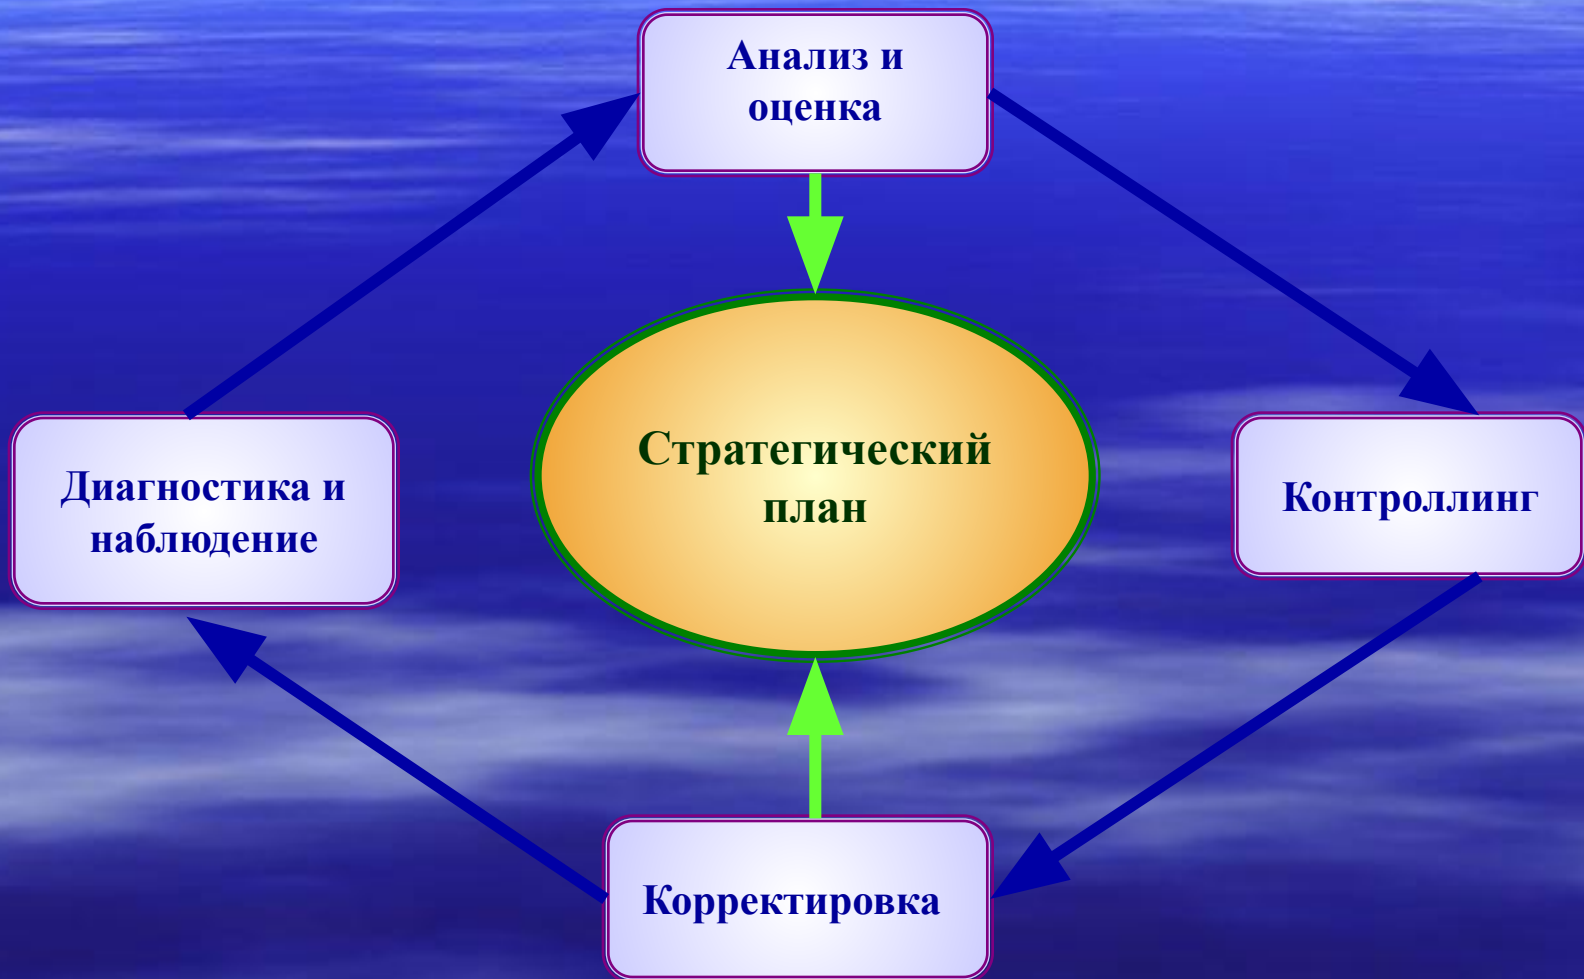 Анализ и
оценка
Стратегический
план
Диагностика и
наблюдение
Контроллинг
Корректировка